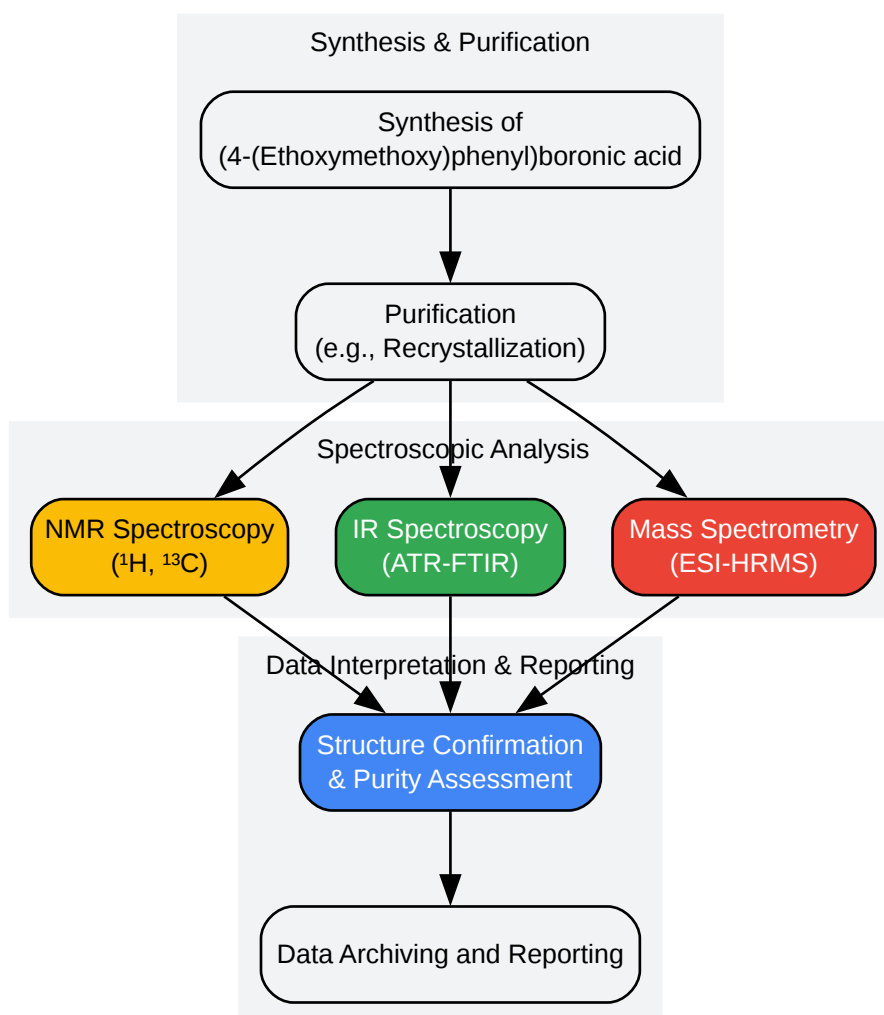 Synthesis & Purification
Synthesis of
(4-(Ethoxymethoxy)phenyl)boronic acid
Purification
(e.g., Recrystallization)
Spectroscopic Analysis
NMR Spectroscopy
(¹H, ¹³C)
IR Spectroscopy
(ATR-FTIR)
Mass Spectrometry
(ESI-HRMS)
Data Interpretation & Reporting
Structure Confirmation
& Purity Assessment
Data Archiving and Reporting